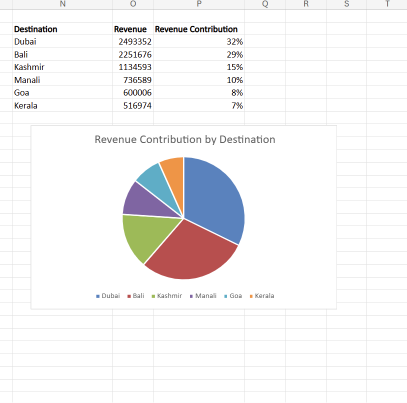 N O P Q R S T
Destination Revenue Revenue Contribution
Dubai 2493352 32%
Bali 2251676 29%
Kashmir 1134593 15%
Manali 736589 10%
Goa 600006 8%
Kerala 516974 7%
Revenue Contribution by Destination
Dubai Bali Kashmir Manali Goa Kerala